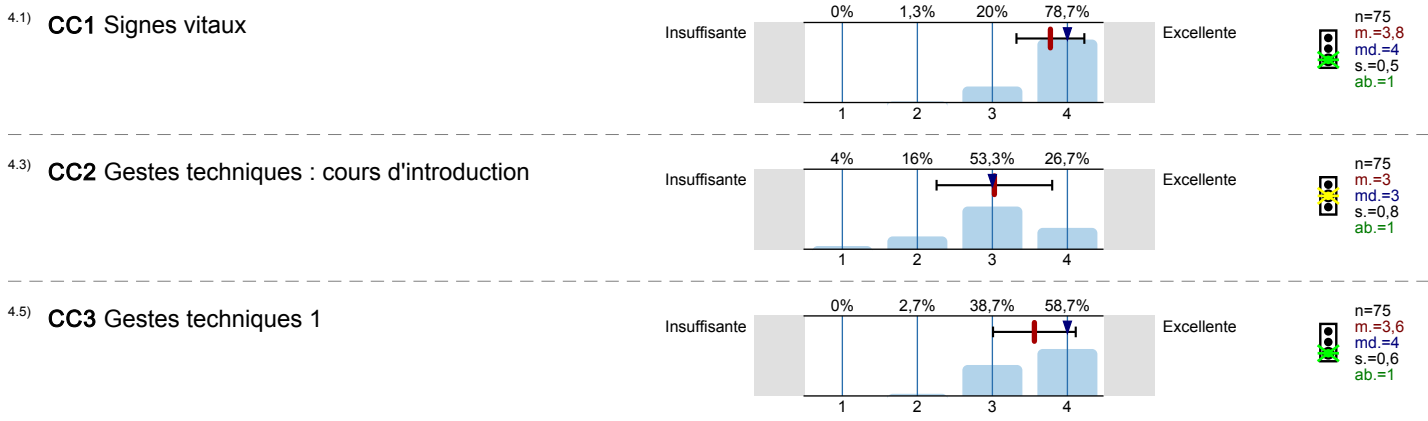 4.1) CC1 Signes vitaux
Insuffisante
0% 1,3% 20% 78,7%
1 2 3 4
Excellente
n=75
m.=3,8
md.=4
s.=0,5
ab.=1
4.3) CC2 Gestes techniques : cours d'introduction
Insuffisante
4% 16% 53,3% 26,7%
1 2 3 4
Excellente
n=75
m.=3
md.=3
s.=0,8
ab.=1
4.5) CC3 Gestes techniques 1
Insuffisante
0% 2,7% 38,7% 58,7%
1 2 3 4
Excellente
n=75
m.=3,6
md.=4
s.=0,6
ab.=1